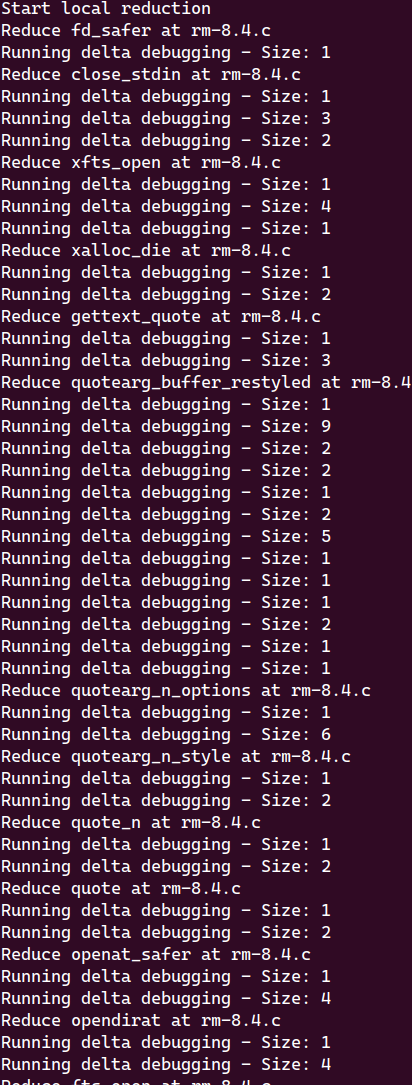 Start local reduction
Reduce fd_safer at rm-8.4.c
Running delta debugging - Size: 1
Reduce close_stdin at rm-8.4.c
Running delta debugging - Size: 1
Running delta debugging - Size: 3
Running delta debugging - Size: 2
Reduce xfts_open at rm-8.4.c
Running delta debugging - Size: 1
Running delta debugging - Size: 4
Running delta debugging - Size: 1
Reduce xalloc_die at rm-8.4.c
Running delta debugging - Size: 1
Running delta debugging - Size: 2
Reduce gettext_quote at rm-8.4.c
Running delta debugging - Size: 1
Running delta debugging - Size: 3
Reduce quotearg_buffer_restyled at rm-8.4
Running delta debugging - Size: 1
Running delta debugging - Size: 9
Running delta debugging - Size: 2
Running delta debugging - Size: 2
Running delta debugging - Size: 1
Running delta debugging - Size: 2
Running delta debugging - Size: 5
Running delta debugging - Size: 1
Running delta debugging - Size: 1
Running delta debugging - Size: 1
Running delta debugging - Size: 2
Running delta debugging - Size: 1
Running delta debugging - Size: 1
Reduce quotearg_n_options at rm-8.4.c
Running delta debugging - Size: 1
Running delta debugging - Size: 6
Reduce quotearg_n_style at rm-8.4.c
Running delta debugging - Size: 1
Running delta debugging - Size: 2
Reduce quote_n at rm-8.4.c
Running delta debugging - Size: 1
Running delta debugging - Size: 2
Reduce quote at rm-8.4.c
Running delta debugging - Size: 1
Running delta debugging - Size: 2
Reduce openat_safer at rm-8.4.c
Running delta debugging - Size: 1
Running delta debugging - Size: 4
Reduce opendirat at rm-8.4.c
Running delta debugging - Size: 1
Running delta debugging - Size: 4
Reduce fts_open at rm-8.4.c